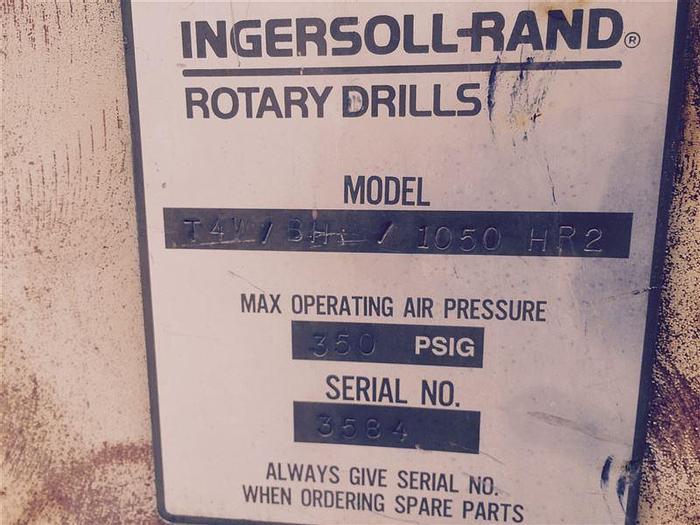 INGERSOLL-RAND®
ROTARY DRILLS
MODEL
T4W / BH / 1050 HR2
MAX OPERATING AIR PRESSURE
350 PSIG
SERIAL NO.
3584
ALWAYS GIVE SERIAL NO.
WHEN ORDERING SPARE PARTS